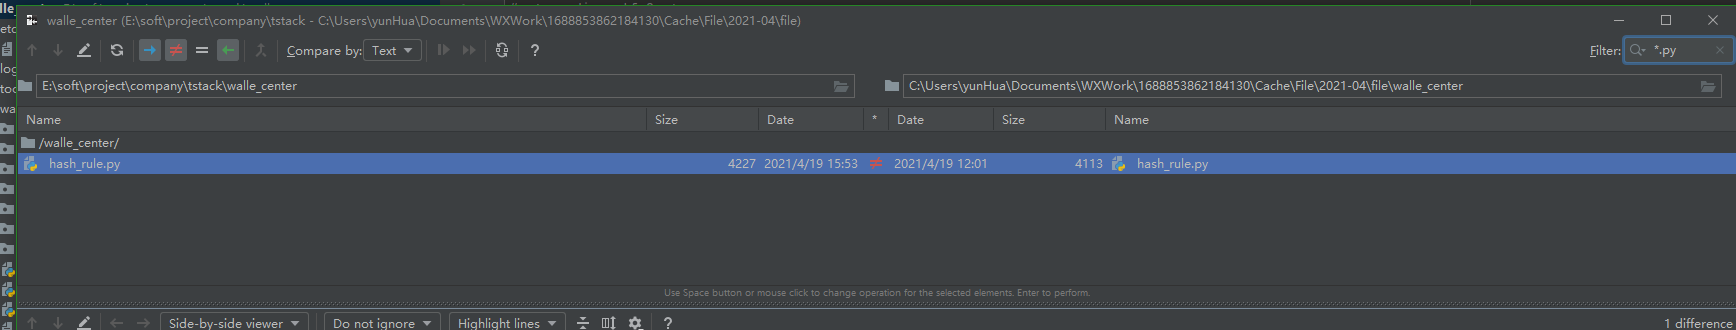 walle_center (E:\soft\project\company\tstack - C:\Users\yunHua\Documents\WXWork\1688853862184130\Cache\File\2021-04\file)
Compare by: Text
Filter: *.py
E:\soft\project\company\tstack\walle_center
C:\Users\yunHua\Documents\WXWork\1688853862184130\Cache\File\2021-04\file\walle_center
Name Size Date * Date Size Name
/walle_center/
hash_rule.py 4227 2021/4/19 15:53 ≠ 2021/4/19 12:01 4113 hash_rule.py
Use Space button or mouse click to change operation for the selected elements. Enter to perform.
Side-by-side viewer Do not ignore Highlight lines ? 1 difference